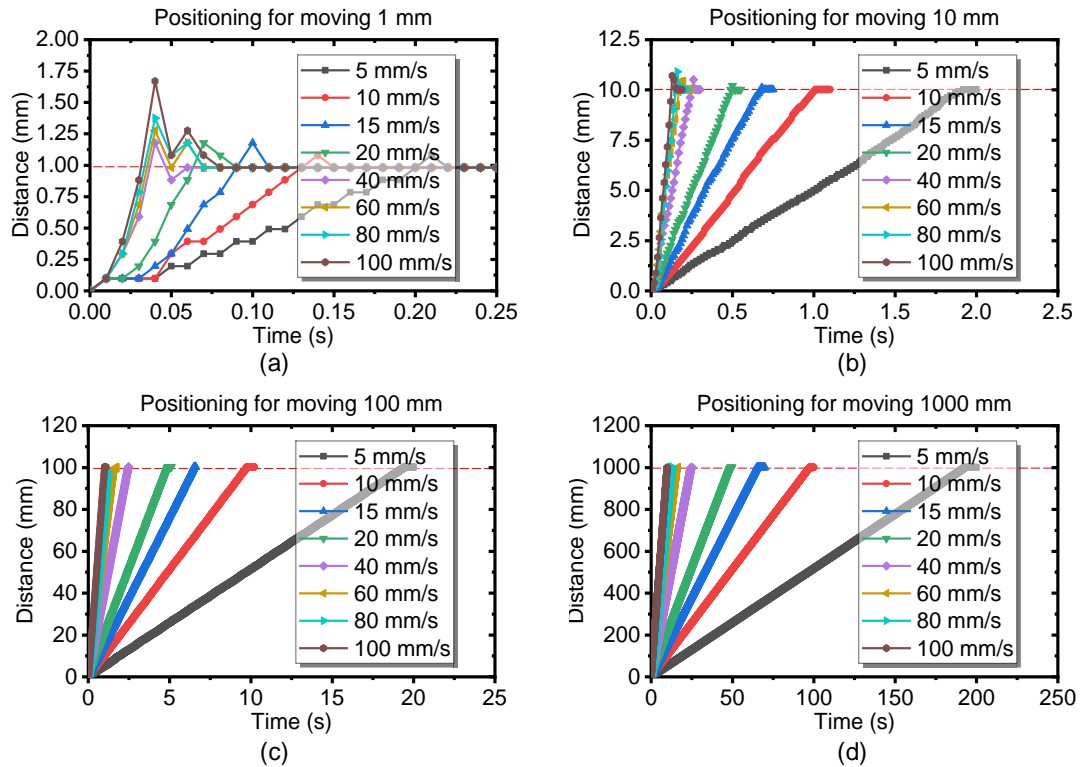 Positioning for moving 1 mm
2.00
1.75
1.50
1.25
1.00
0.75
0.50
0.25
0.00
Distance (mm)
5 mm/s
10 mm/s
15 mm/s
20 mm/s
40 mm/s
60 mm/s
80 mm/s
100 mm/s
0.00 0.05 0.10 0.15 0.20 0.25
Time (s)
(a)
Positioning for moving 10 mm
12.5
10.0
7.5
5.0
2.5
0.0
Distance (mm)
5 mm/s
10 mm/s
15 mm/s
20 mm/s
40 mm/s
60 mm/s
80 mm/s
100 mm/s
0.0 0.5 1.0 1.5 2.0 2.5
Time (s)
(b)
Positioning for moving 100 mm
120
100
80
60
40
20
0
Distance (mm)
5 mm/s
10 mm/s
15 mm/s
20 mm/s
40 mm/s
60 mm/s
80 mm/s
100 mm/s
0 5 10 15 20 25
Time (s)
(c)
Positioning for moving 1000 mm
1200
1000
800
600
400
200
0
Distance (mm)
5 mm/s
10 mm/s
15 mm/s
20 mm/s
40 mm/s
60 mm/s
80 mm/s
100 mm/s
0 50 100 150 200 250
Time (s)
(d)